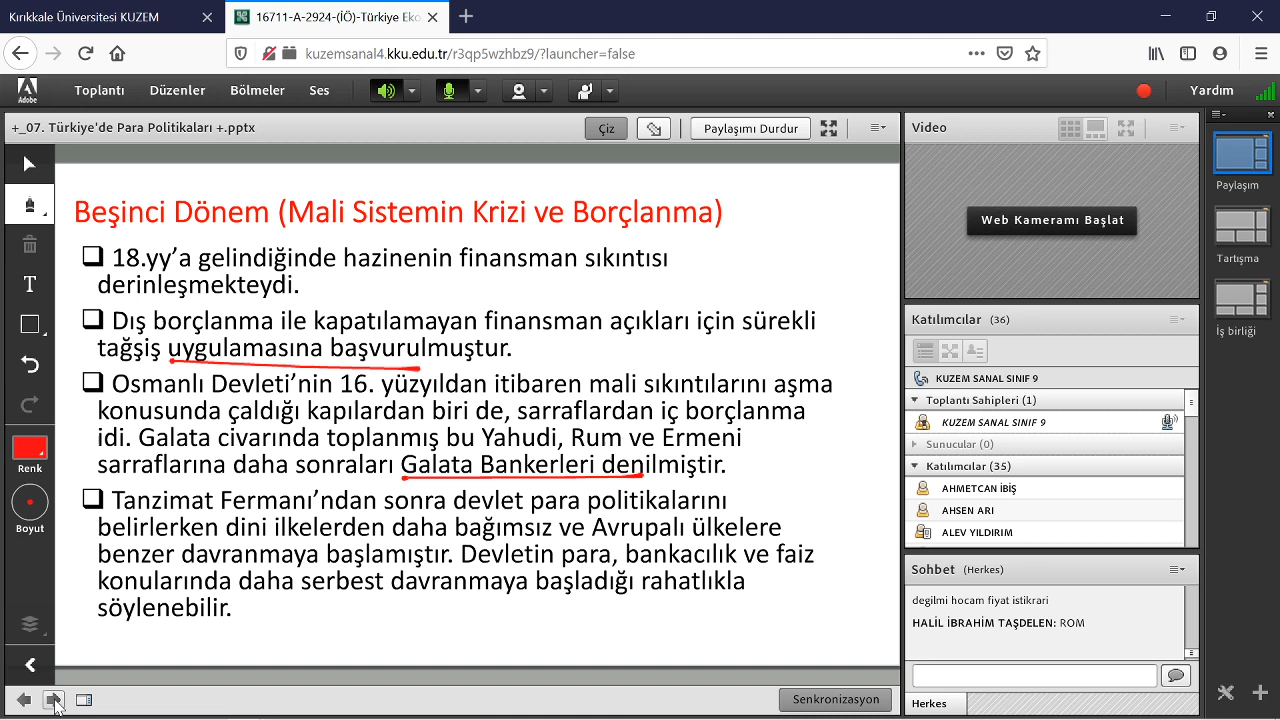 Kırıkkale Üniversitesi KUZEM
16711-A-2924-(İÖ)-Türkiye Eko
kuzemsanal4.kku.edu.tr/r3qp5wzhbz9/?launcher=false
Adobe
Toplantı
Düzenler
Bölmeler
Ses
Yardım
+_07. Türkiye'de Para Politikaları +.pptx
Çiz
Paylaşımı Durdur
Beşinci Dönem (Mali Sistemin Krizi ve Borçlanma)
18.yy’a gelindiğinde hazinenin finansman sıkıntısı
derinleşmekteydi.
Dış borçlanma ile kapatılamayan finansman açıkları için sürekli
tağşiş uygulamasına başvurulmuştur.
Osmanlı Devleti’nin 16. yüzyıldan itibaren mali sıkıntılarını aşma
konusunda çaldığı kapılardan biri de, sarraflardan iç borçlanma
idi. Galata civarında toplanmış bu Yahudi, Rum ve Ermeni
sarraflarına daha sonraları Galata Bankerleri denilmiştir.
Tanzimat Fermanı’ndan sonra devlet para politikalarını
belirlerken dini ilkelerden daha bağımsız ve Avrupalı ülkelere
benzer davranmaya başlamıştır. Devletin para, bankacılık ve faiz
konularında daha serbest davranmaya başladığı rahatlıkla
söylenebilir.
T
Renk
Boyut
Senkronizasyon
Video
Web Kameramı Başlat
Katılımcılar (36)
KUZEM SANAL SINIF 9
Toplantı Sahipleri (1)
KUZEM SANAL SINIF 9
Sunucular (0)
Katılımcılar (35)
AHMETCAN İBİŞ
AHSEN ARI
ALEV YILDIRIM
Sohbet (Herkes)
degilmi hocam fiyat istikrari
HALİL İBRAHİM TAŞDELEN: ROM
Herkes
Paylaşım
Tartışma
İş birliği